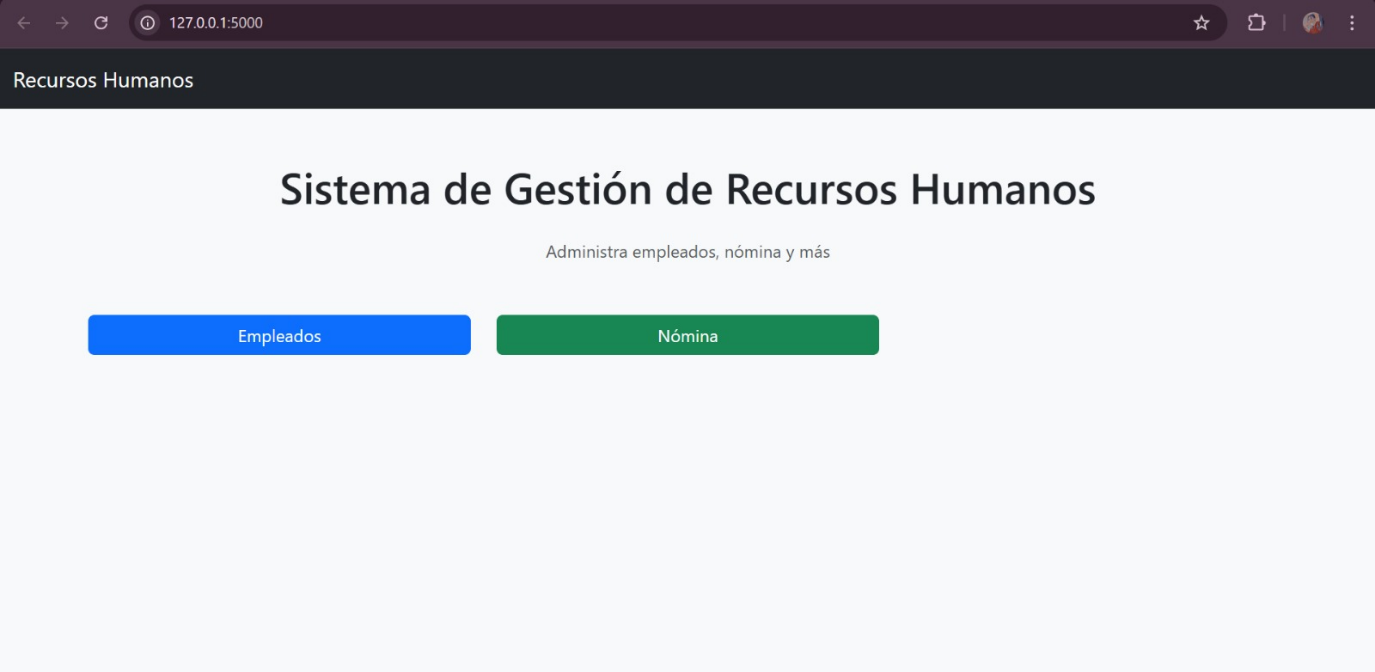 127.0.0.1:5000
Recursos Humanos
Sistema de Gestión de Recursos Humanos
Administra empleados, nómina y más
Empleados
Nómina